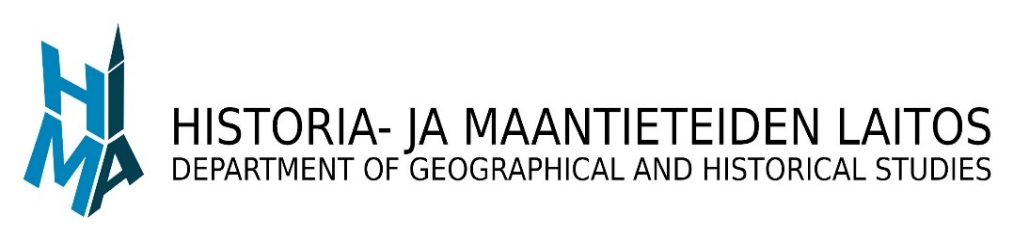 HI
MA
HISTORIA- JA MAANTIETEIDEN LAITOS
DEPARTMENT OF GEOGRAPHICAL AND HISTORICAL STUDIES